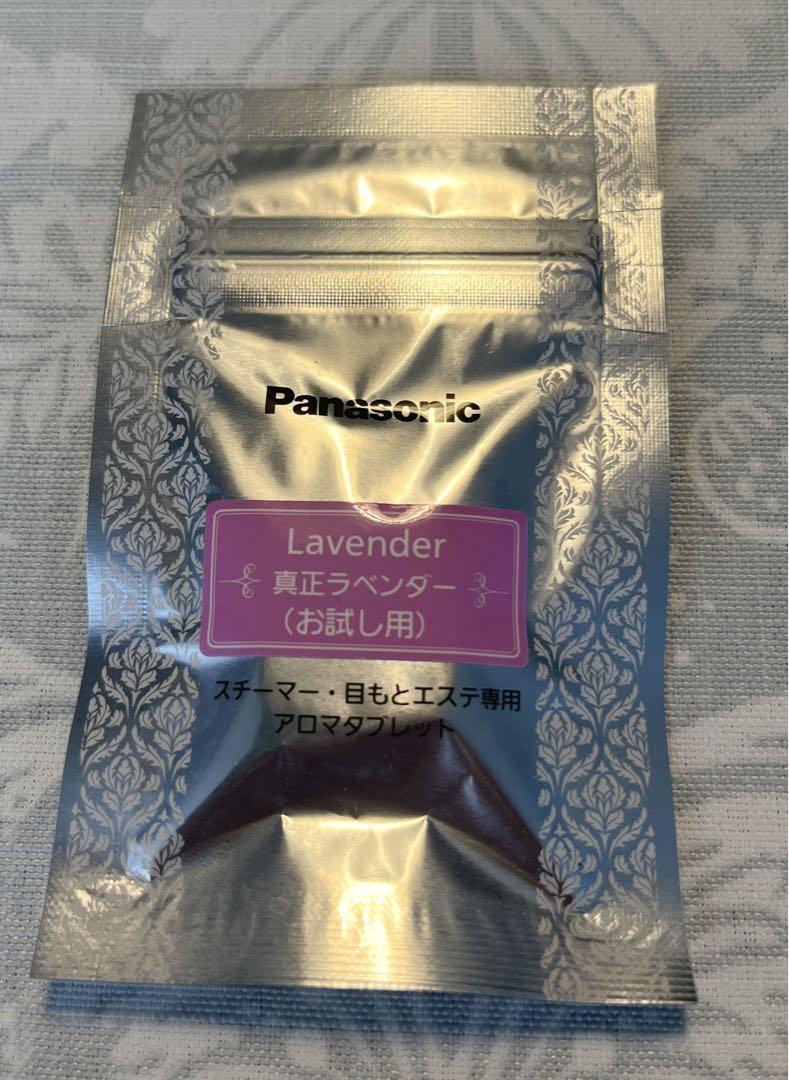 Panasonic
Lavender
真正ラベンダー
(お試し用)
スチーマー・目もとエステ専用
アロマタブレット